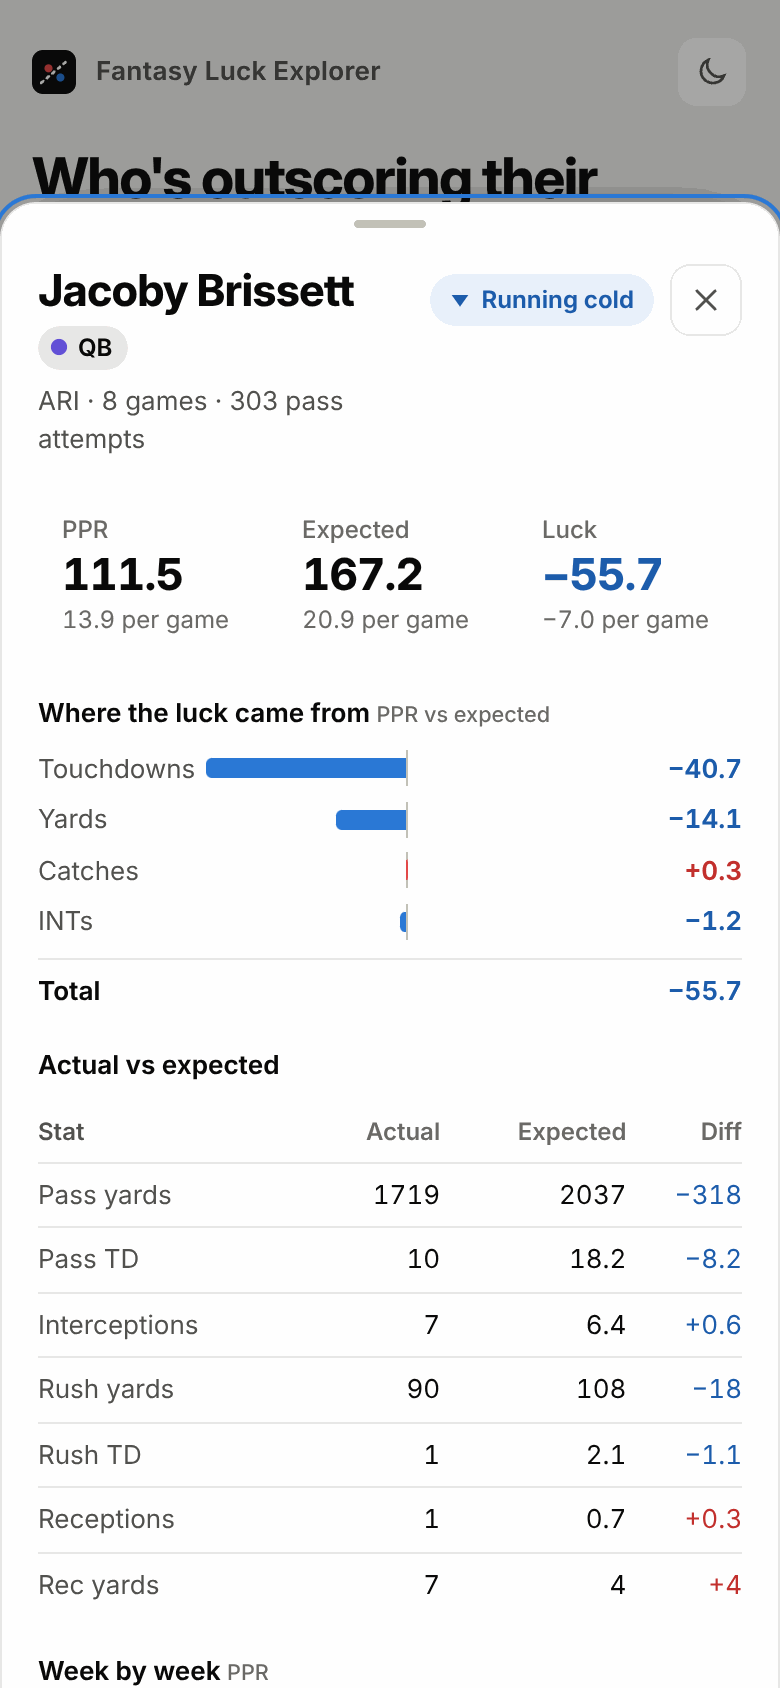 Fantasy Luck Explorer
Who's outscoring their
Jacoby Brissett
Running cold
QB
ARI · 8 games · 303 pass
attempts
PPR Expected Luck
111.5 167.2 −55.7
13.9 per game 20.9 per game −7.0 per game
Where the luck came from PPR vs expected
Touchdowns −40.7
Yards −14.1
Catches +0.3
INTs −1.2
Total −55.7
Actual vs expected
Stat Actual Expected Diff
Pass yards 1719 2037 −318
Pass TD 10 18.2 −8.2
Interceptions 7 6.4 +0.6
Rush yards 90 108 −18
Rush TD 1 2.1 −1.1
Receptions 1 0.7 +0.3
Rec yards 7 4 +4
Week by week PPR